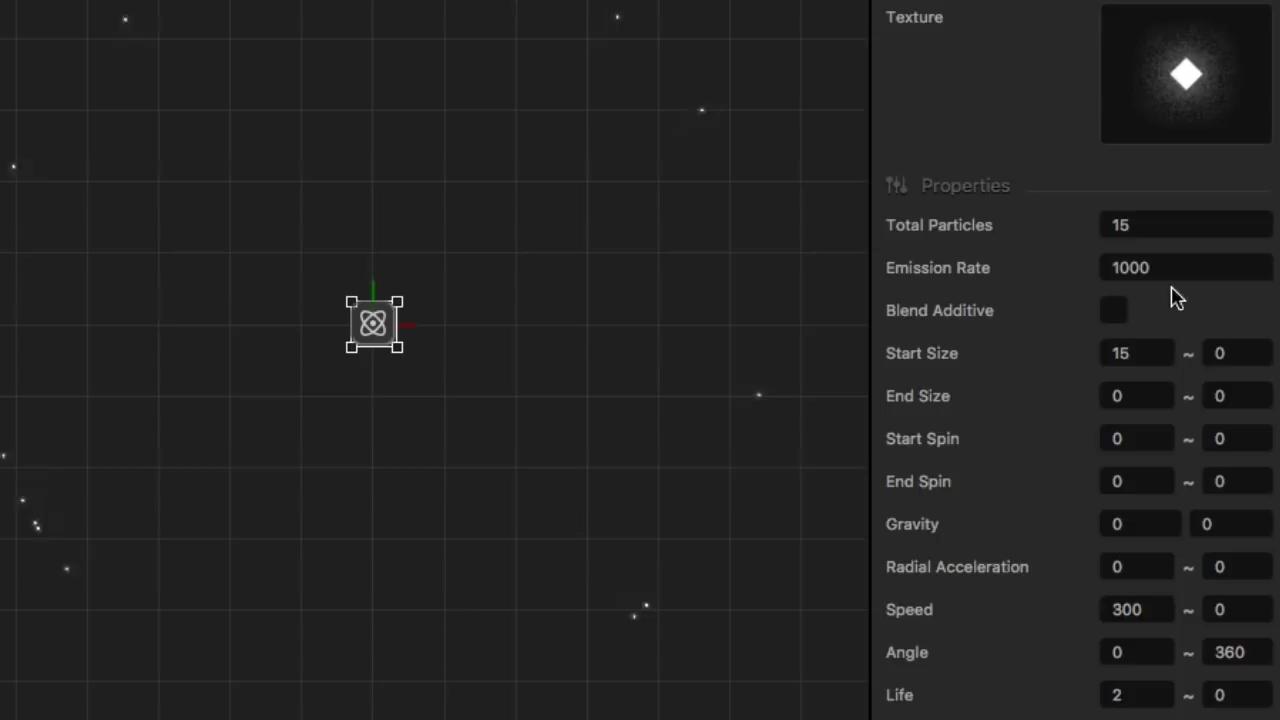 Texture
Properties
Total Particles 15
Emission Rate 1000
Blend Additive
Start Size 15 ~ 0
End Size 0 ~ 0
Start Spin 0 ~ 0
End Spin 0 ~ 0
Gravity 0 0
Radial Acceleration 0 ~ 0
Speed 300 ~ 0
Angle 0 ~ 360
Life 2 ~ 0